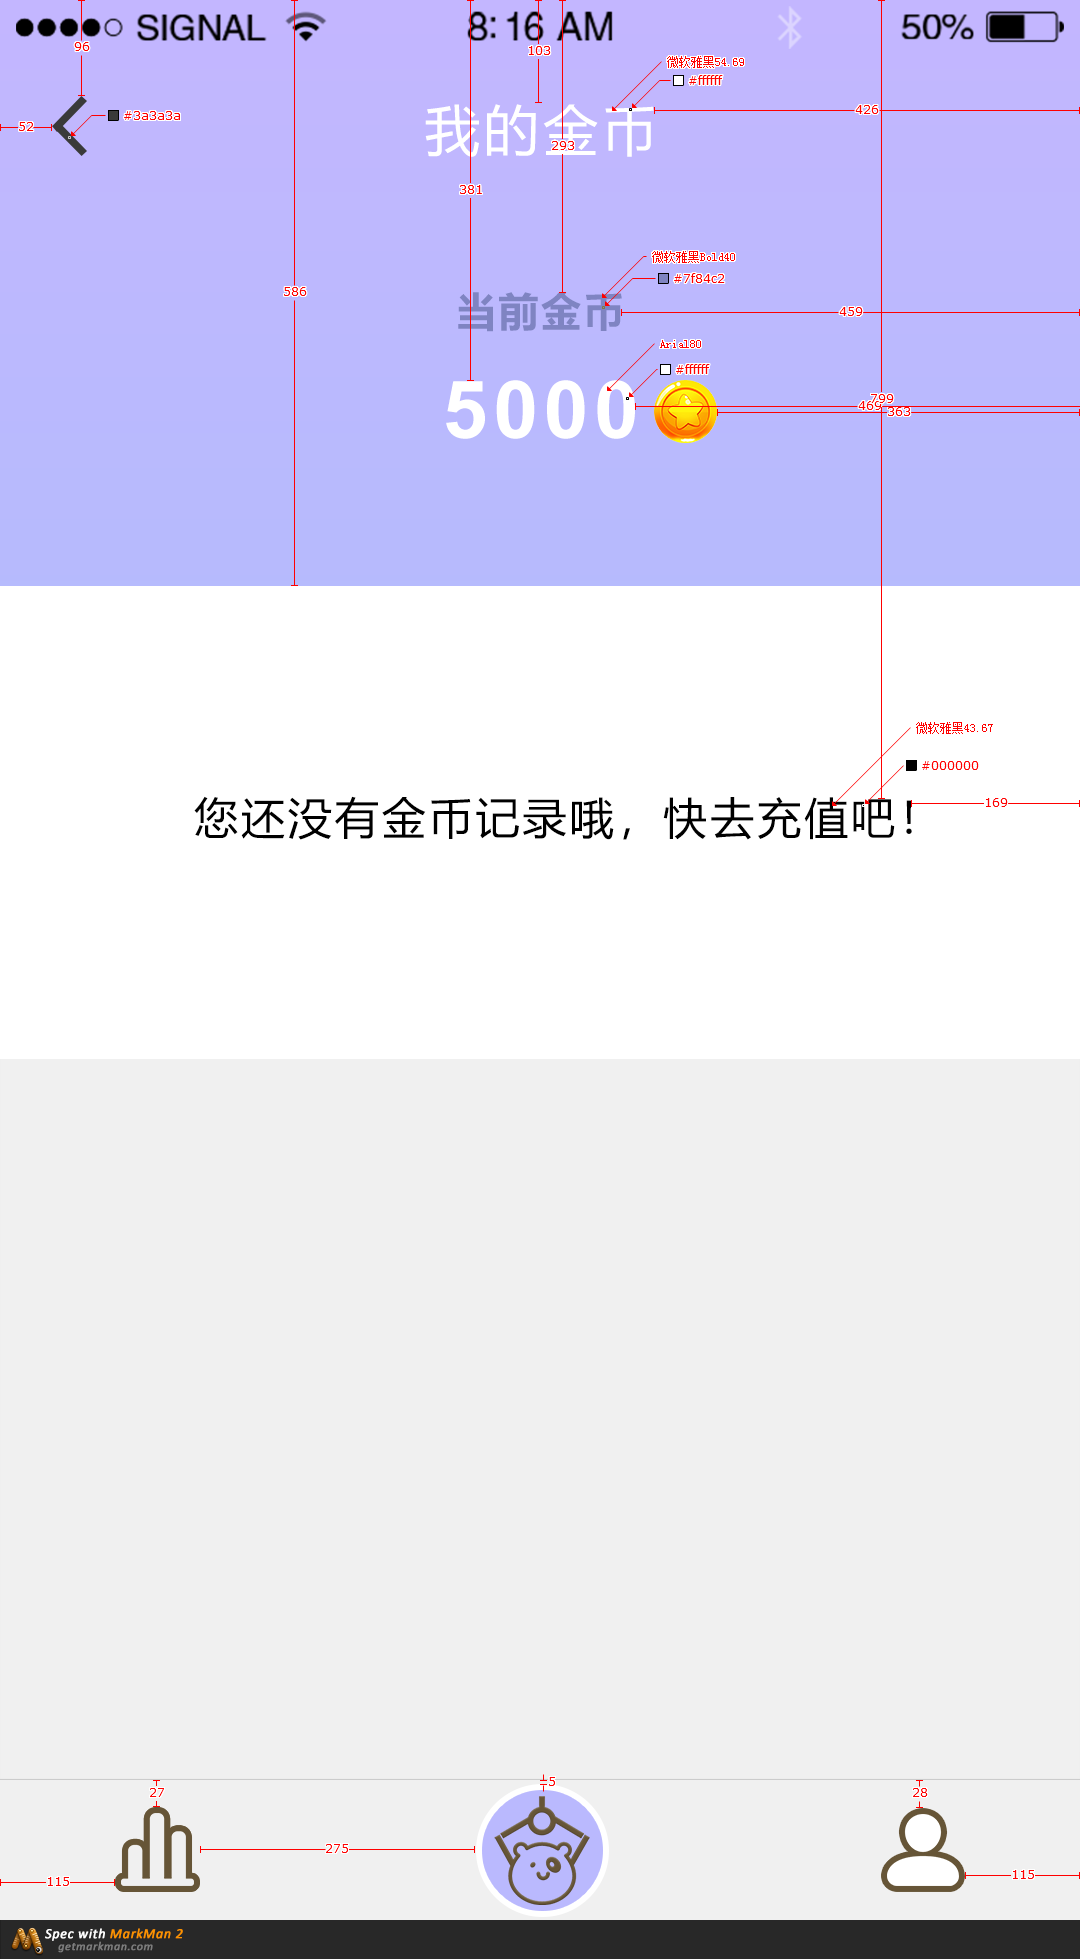 SIGNAL 8:16 AM 50%
96
103
微软雅黑54.69
#ffffff
426
52
#3a3a3a
我的金币
293
381
微软雅黑Bold40
#7f84c2
586
当前金币
459
Arial80
#ffffff
5000
799
469
363
微软雅黑43.67
#000000
169
您还没有金币记录哦，快去充值吧！
5
27
28
275
115
115
Spec with MarkMan 2
getmarkman.com